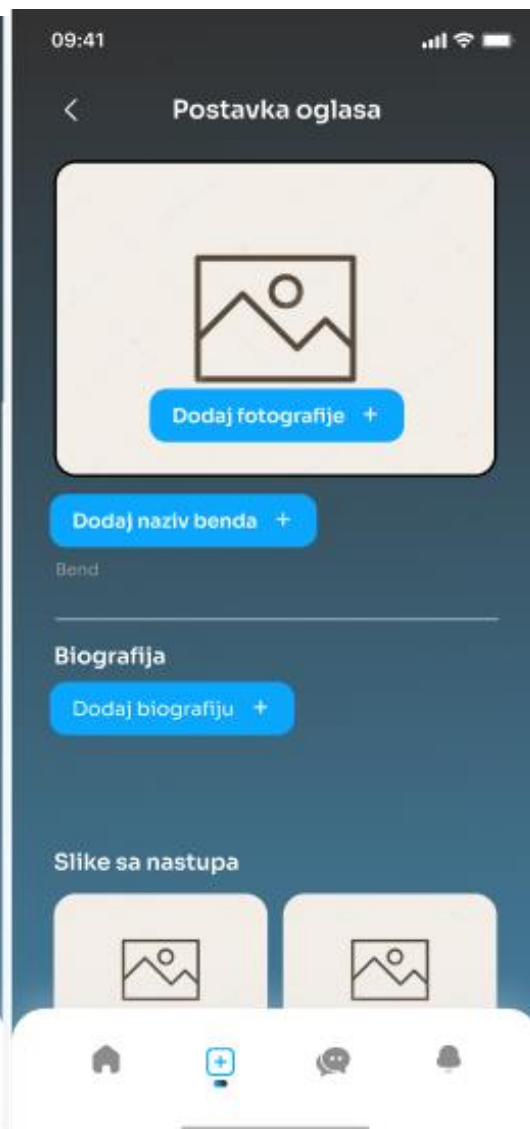 09:41
Postavka oglasa
Dodaj fotografije +
Dodaj naziv benda +
Bend
Biografija
Dodaj biografiju +
Slike sa nastupa